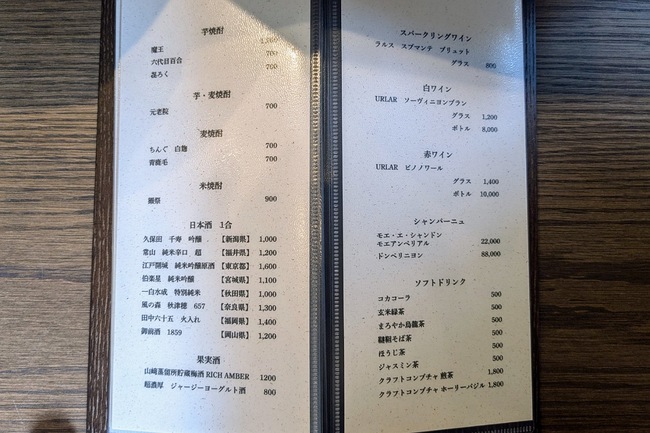 芋焼酎
魔王 1,000
六代目百合 700
㐂ろく 700
芋・麦焼酎
元老院 700
麦焼酎
ちんぐ 白麹 700
青鹿毛 700
米焼酎
獺祭 900
日本酒 1合
久保田 千寿 吟醸 【新潟県】 1,000
常山 純米辛口 超 【福井県】 1,200
江戸開城 純米吟醸原酒 【東京都】 1,600
伯楽星 純米吟醸 【宮城県】 1,100
一白水成 特別純米 【秋田県】 1,000
風の森 秋津穂 657 【奈良県】 1,300
田中六十五 火入れ 【福岡県】 1,400
御前酒 1859 【岡山県】 1,200
果実酒
山崎蒸留所貯蔵梅酒 RICH AMBER 1200
超濃厚 ジャージーヨーグルト酒 800
スパークリングワイン
ラルス スプマンテ ブリュット
グラス 800
白ワイン
URLAR ソーヴィニヨンブラン
グラス 1,200
ボトル 8,000
赤ワイン
URLAR ピノノワール
グラス 1,400
ボトル 10,000
シャンパーニュ
モエ・エ・シャンドン
モエアンペリアル 22,000
ドンペリニヨン 88,000
ソフトドリンク
コカコーラ 500
玄米緑茶 500
まろやか烏龍茶 500
韃靼そば茶 500
ほうじ茶 500
ジャスミン茶 500
クラフトコンブチャ 煎茶 1,800
クラフトコンブチャ ホーリーバジル 1,800